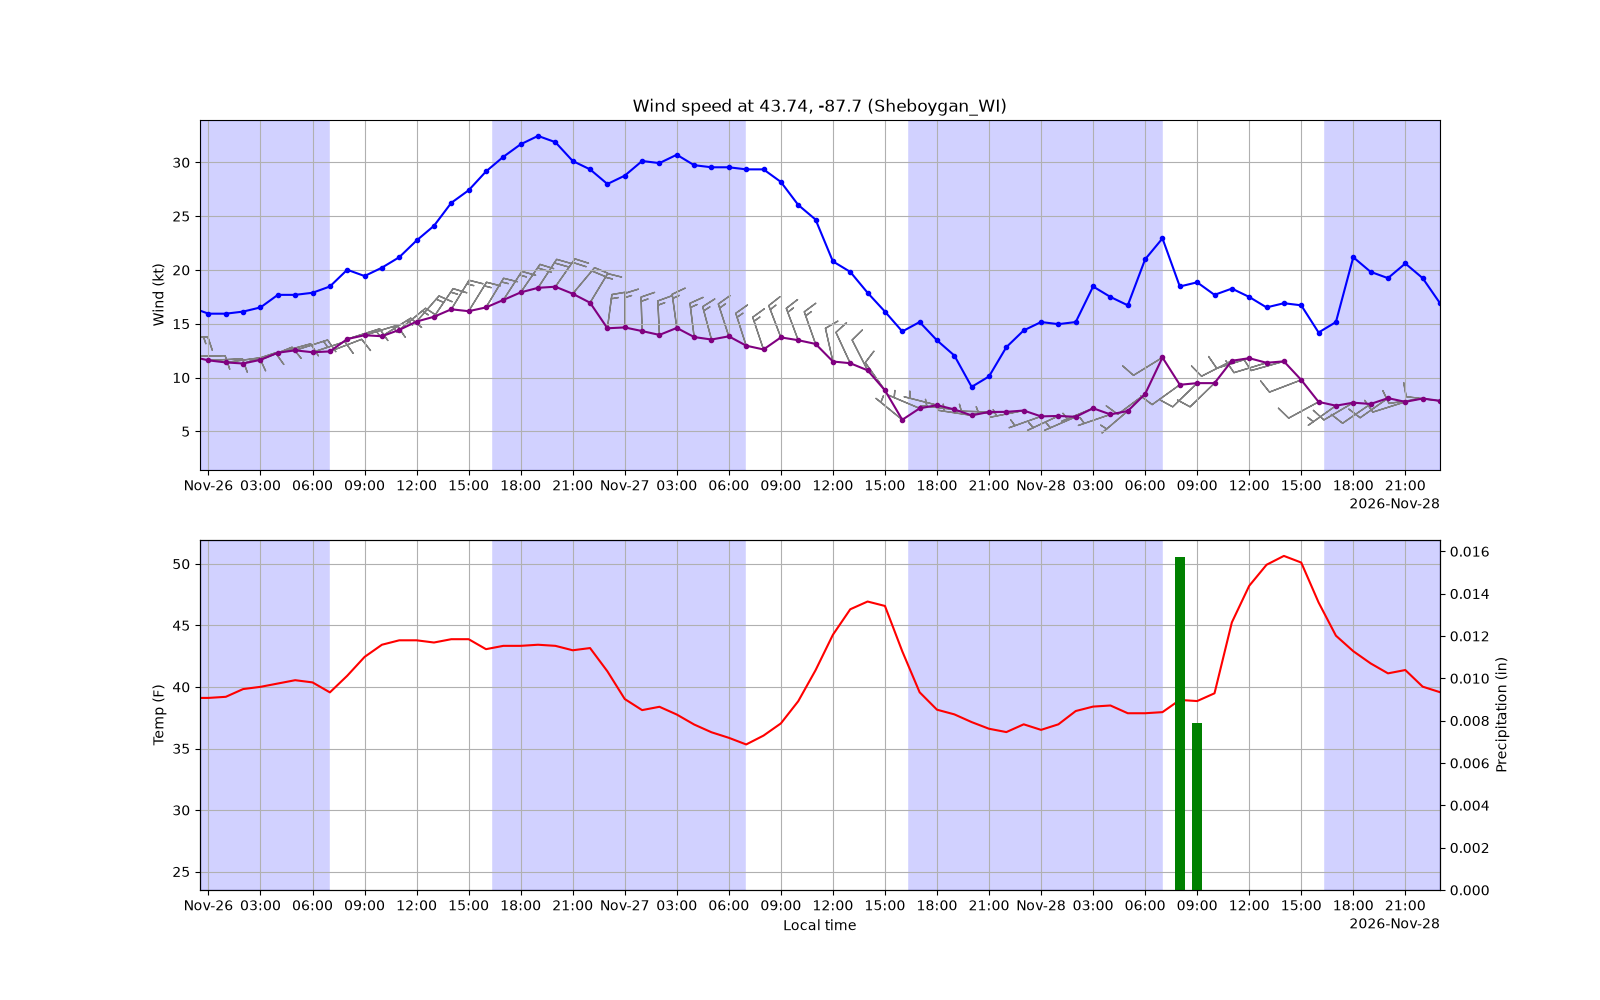 Wind speed at 43.74, -87.7 (Sheboygan_WI)
Wind (kt)
30
25
20
15
10
5
Nov-26 03:00 06:00 09:00 12:00 15:00 18:00 21:00 Nov-27 03:00 06:00 09:00 12:00 15:00 18:00 21:00 Nov-28 03:00 06:00 09:00 12:00 15:00 18:00 21:00
2026-Nov-28
Temp (F)
50
45
40
35
30
25
0.016
0.014
0.012
0.010
0.008
0.006
0.004
0.002
0.000
Precipitation (in)
Nov-26 03:00 06:00 09:00 12:00 15:00 18:00 21:00 Nov-27 03:00 06:00 09:00 12:00 15:00 18:00 21:00 Nov-28 03:00 06:00 09:00 12:00 15:00 18:00 21:00
Local time
2026-Nov-28